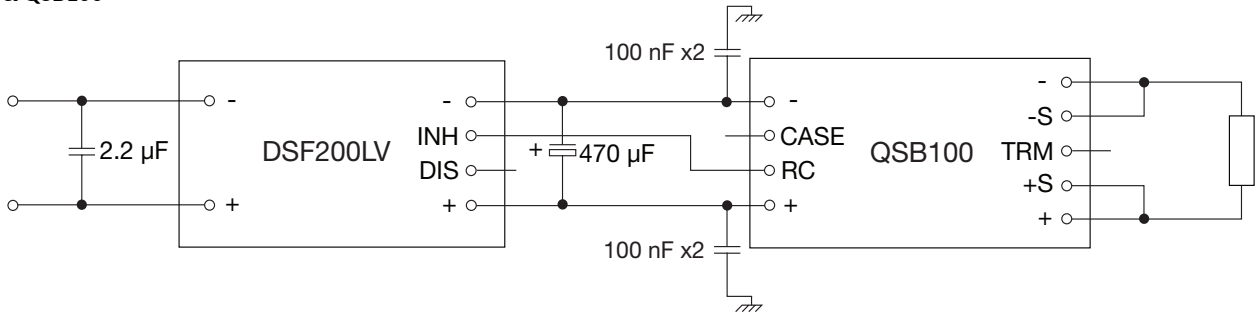 100 nF x2
- - - -
INH CASE -S
2.2 µF DSF200LV + 470 µF QSB100 TRM
DIS RC +S
+ + + +
100 nF x2